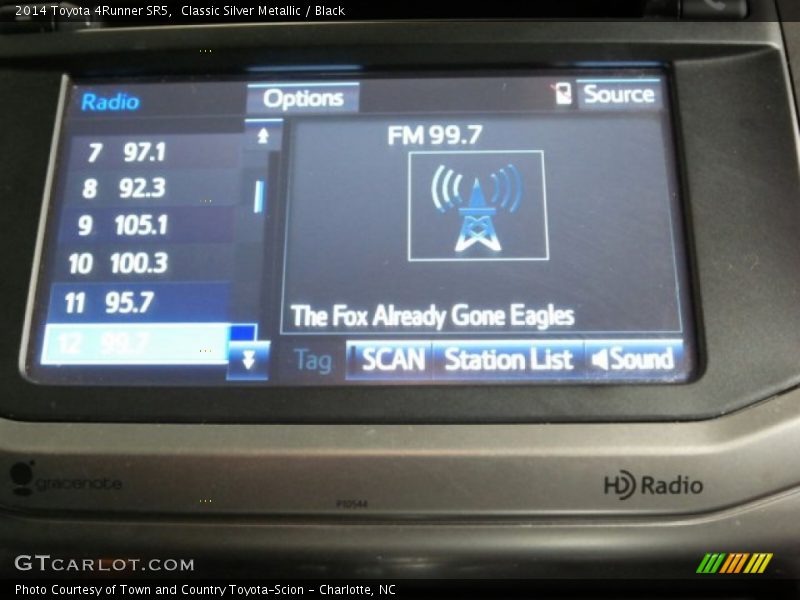 2014 Toyota 4Runner SR5,  Classic Silver Metallic / Black
Radio
Options
Source
7 97.1
8 92.3
9 105.1
10 100.3
11 95.7
12 99.7
FM 99.7
The Fox Already Gone Eagles
Tag
SCAN
Station List
Sound
gracenote
P10544
HD Radio
GTCARLOT.COM
Photo Courtesy of Town and Country Toyota-Scion - Charlotte, NC